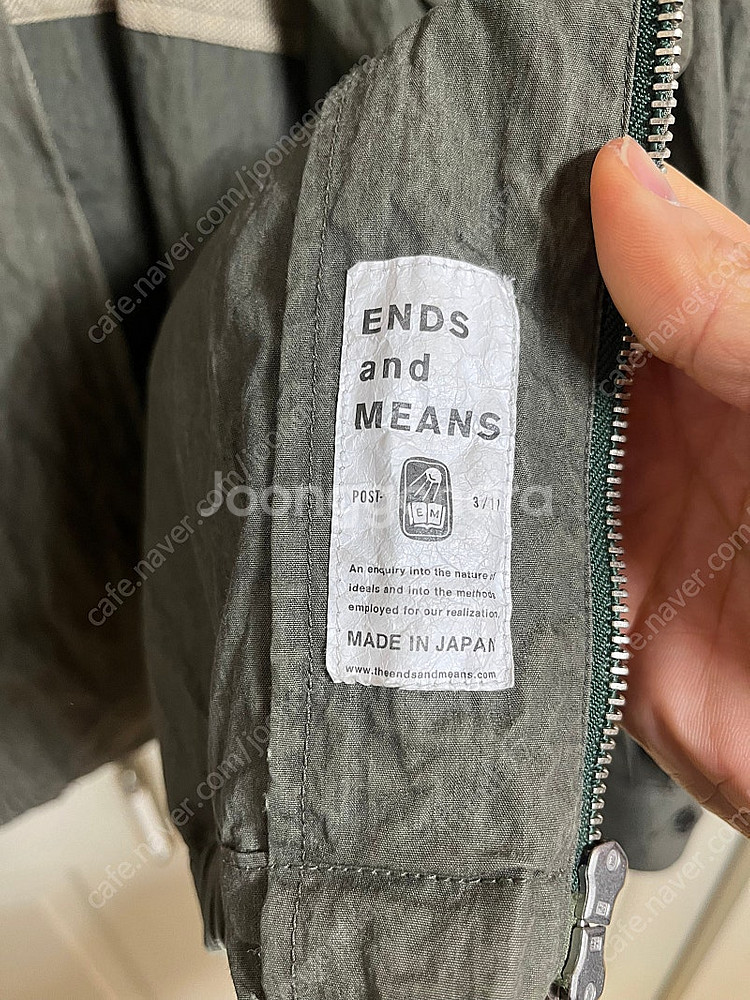 ENDS
and
MEANS
POST- 3/11
E M
An enquiry into the nature of
ideals and into the methods
employed for our realization.
MADE IN JAPAN
www.theendsandmeans.com
Joonggonara
cafe.naver.com/joonggonara